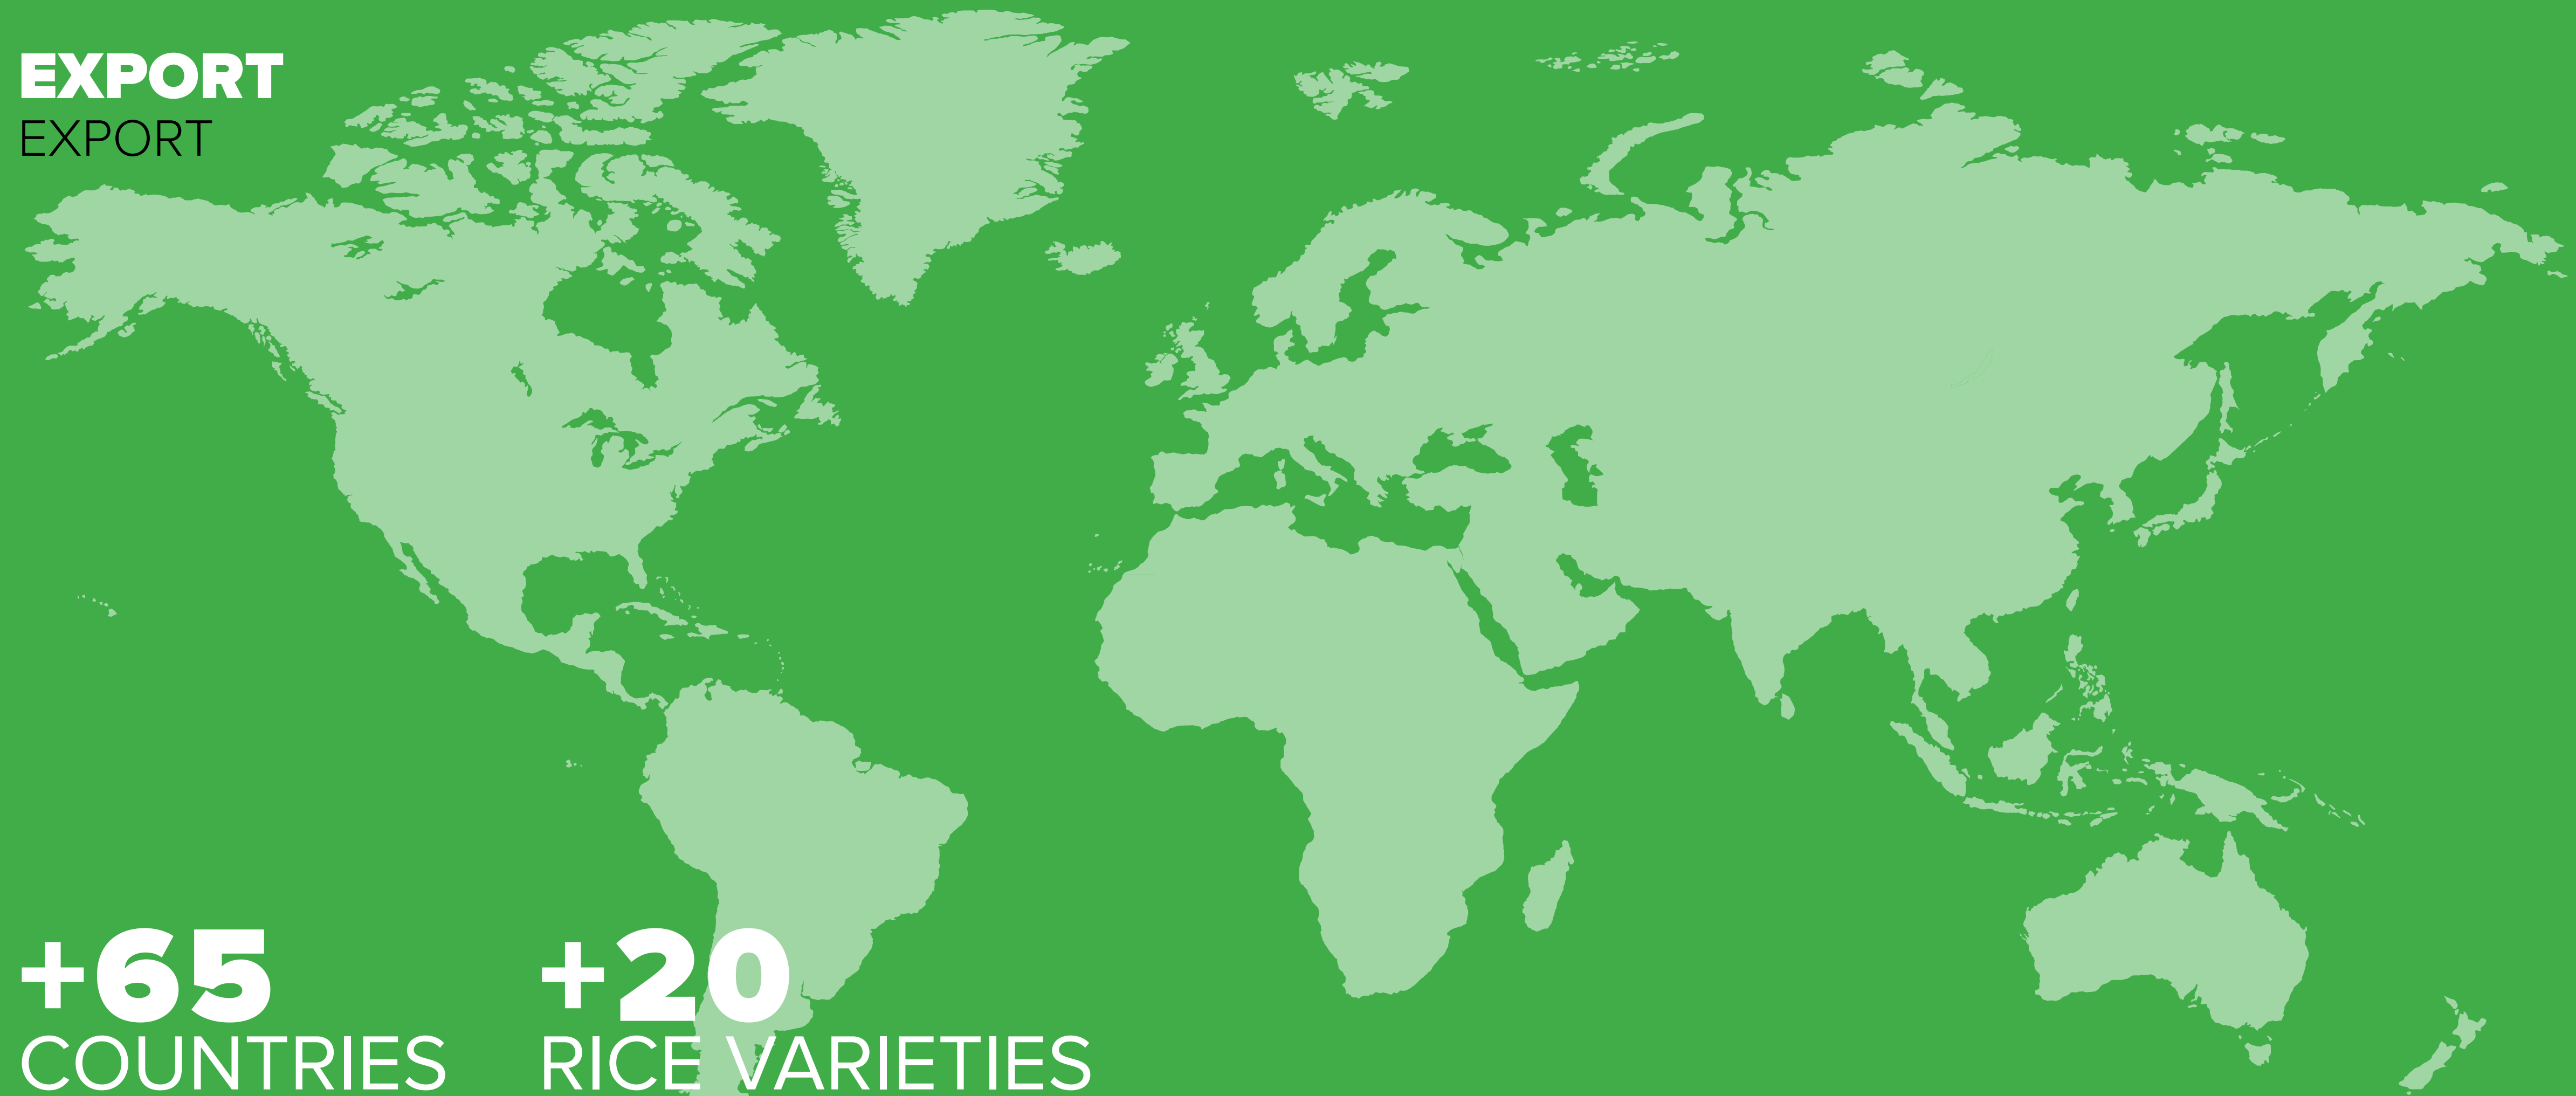 EXPORT
EXPORT
+65
COUNTRIES
+20
RICE VARIETIES